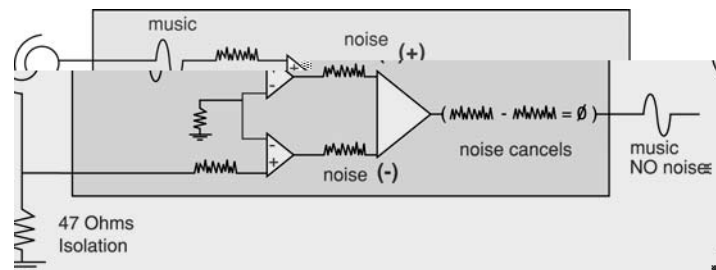 music
noise (+)
+
-
( - = ø )
-
+
noise (-)
noise cancels
music
NO noise
47 Ohms
Isolation